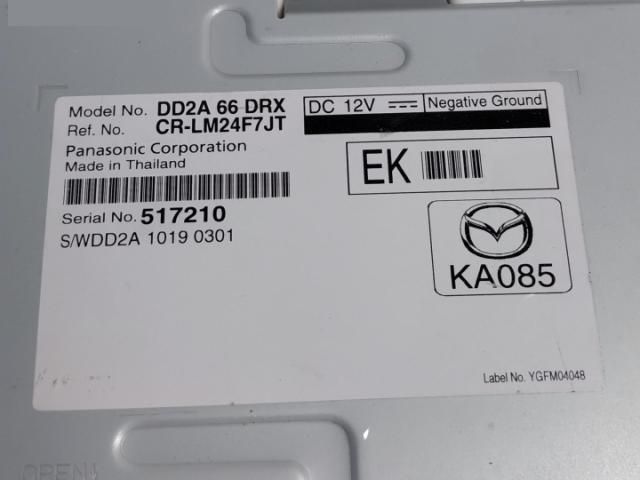 Model No. DD2A 66 DRX
Ref. No. CR-LM24F7JT
Panasonic Corporation
Made in Thailand
Serial No. 517210
S/WDD2A 1019 0301
DC 12V Negative Ground
EK
KA085
Label No. YGFM04048
OPEN